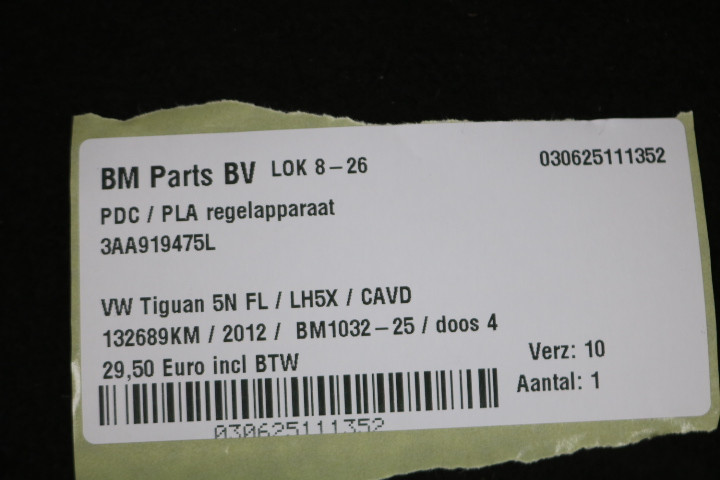 BM Parts BV LOK 8-26 030625111352
PDC / PLA regelapparaat
3AA919475L
VW Tiguan 5N FL / LH5X / CAVD
132689KM / 2012 / BM1032-25 / doos 4
29,50 Euro incl BTW
Verz: 10
Aantal: 1
030625111352